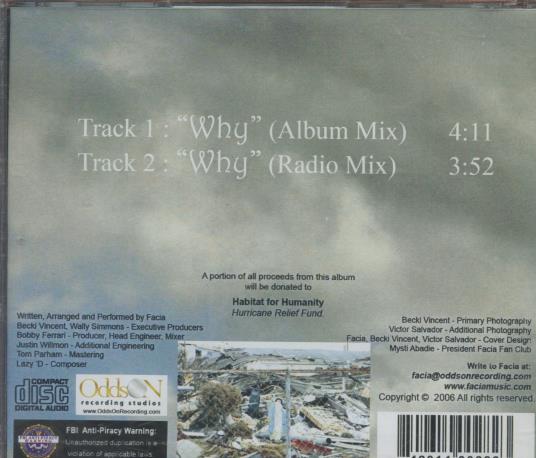 Track 1 : “Why” (Album Mix) 4:11
Track 2 : “Why” (Radio Mix) 3:52
A portion of all proceeds from this album
will be donated to
Habitat for Humanity
Hurricane Relief Fund.
Written, Arranged and Performed by Facia
Becki Vincent, Wally Simmons - Executive Producers
Bobby Ferrari - Producer, Head Engineer, Mixer
Justin Willmon - Additional Engineering
Tom Parham - Mastering
Lazy 'D - Composer
Becki Vincent - Primary Photography
Victor Salvador - Additional Photography
Facia, Becki Vincent, Victor Salvador - Cover Design
Mysti Abadie - President Facia Fan Club
Write to Facia at:
facia@oddsonrecording.com
www.faciamusic.com
Copyright © 2006 All rights reserved.
COMPACT
disc
DIGITAL AUDIO
OddsON
recording studios
www.OddsOnRecording.com
FBI Anti-Piracy Warning:
Unauthorized duplication is a
violation of applicable laws